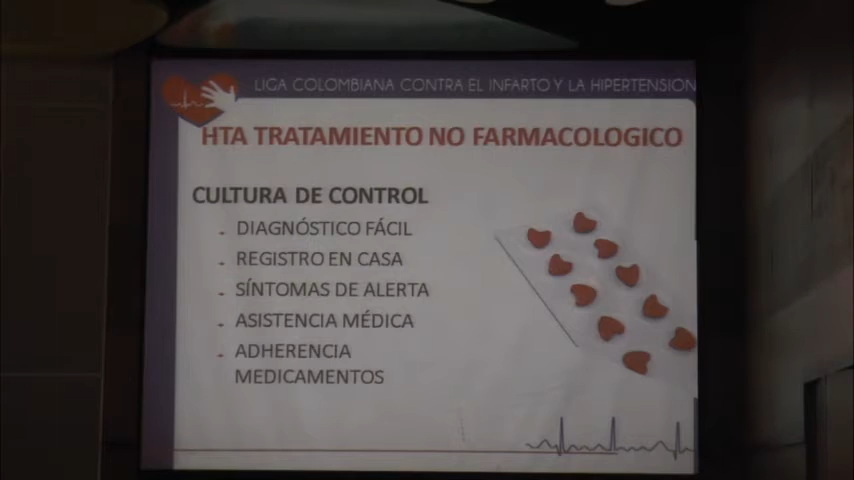 LIGA COLOMBIANA CONTRA EL INFARTO Y LA HIPERTENSION
HTA TRATAMIENTO NO FARMACOLOGICO
CULTURA DE CONTROL
DIAGNÓSTICO FÁCIL
REGISTRO EN CASA
SÍNTOMAS DE ALERTA
ASISTENCIA MÉDICA
ADHERENCIA
MEDICAMENTOS